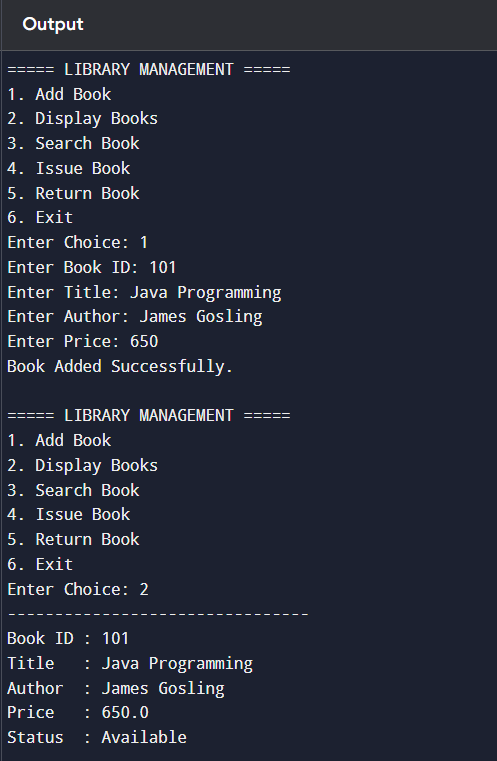 Output
===== LIBRARY MANAGEMENT =====
1. Add Book
2. Display Books
3. Search Book
4. Issue Book
5. Return Book
6. Exit
Enter Choice: 1
Enter Book ID: 101
Enter Title: Java Programming
Enter Author: James Gosling
Enter Price: 650
Book Added Successfully.

===== LIBRARY MANAGEMENT =====
1. Add Book
2. Display Books
3. Search Book
4. Issue Book
5. Return Book
6. Exit
Enter Choice: 2
--------------------------------
Book ID : 101
Title   : Java Programming
Author  : James Gosling
Price   : 650.0
Status  : Available